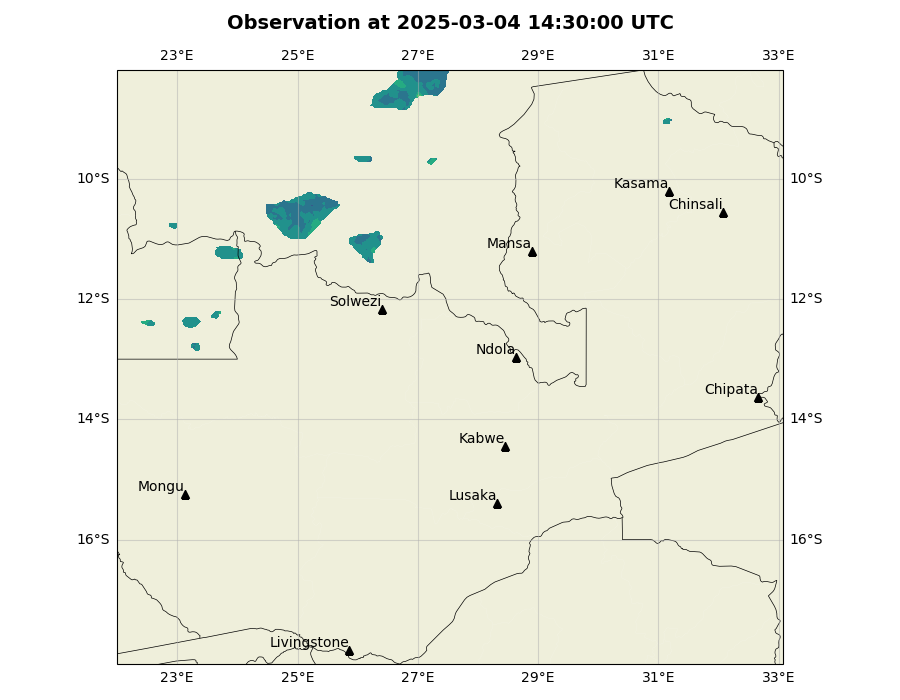 Observation at 2025-03-04 14:30:00 UTC
23°E 25°E 27°E 29°E 31°E 33°E
10°S 10°S
Kasama
Chinsali
Mansa
12°S 12°S
Solwezi
Ndola
Chipata
14°S 14°S
Kabwe
Mongu
Lusaka
16°S 16°S
Livingstone
23°E 25°E 27°E 29°E 31°E 33°E